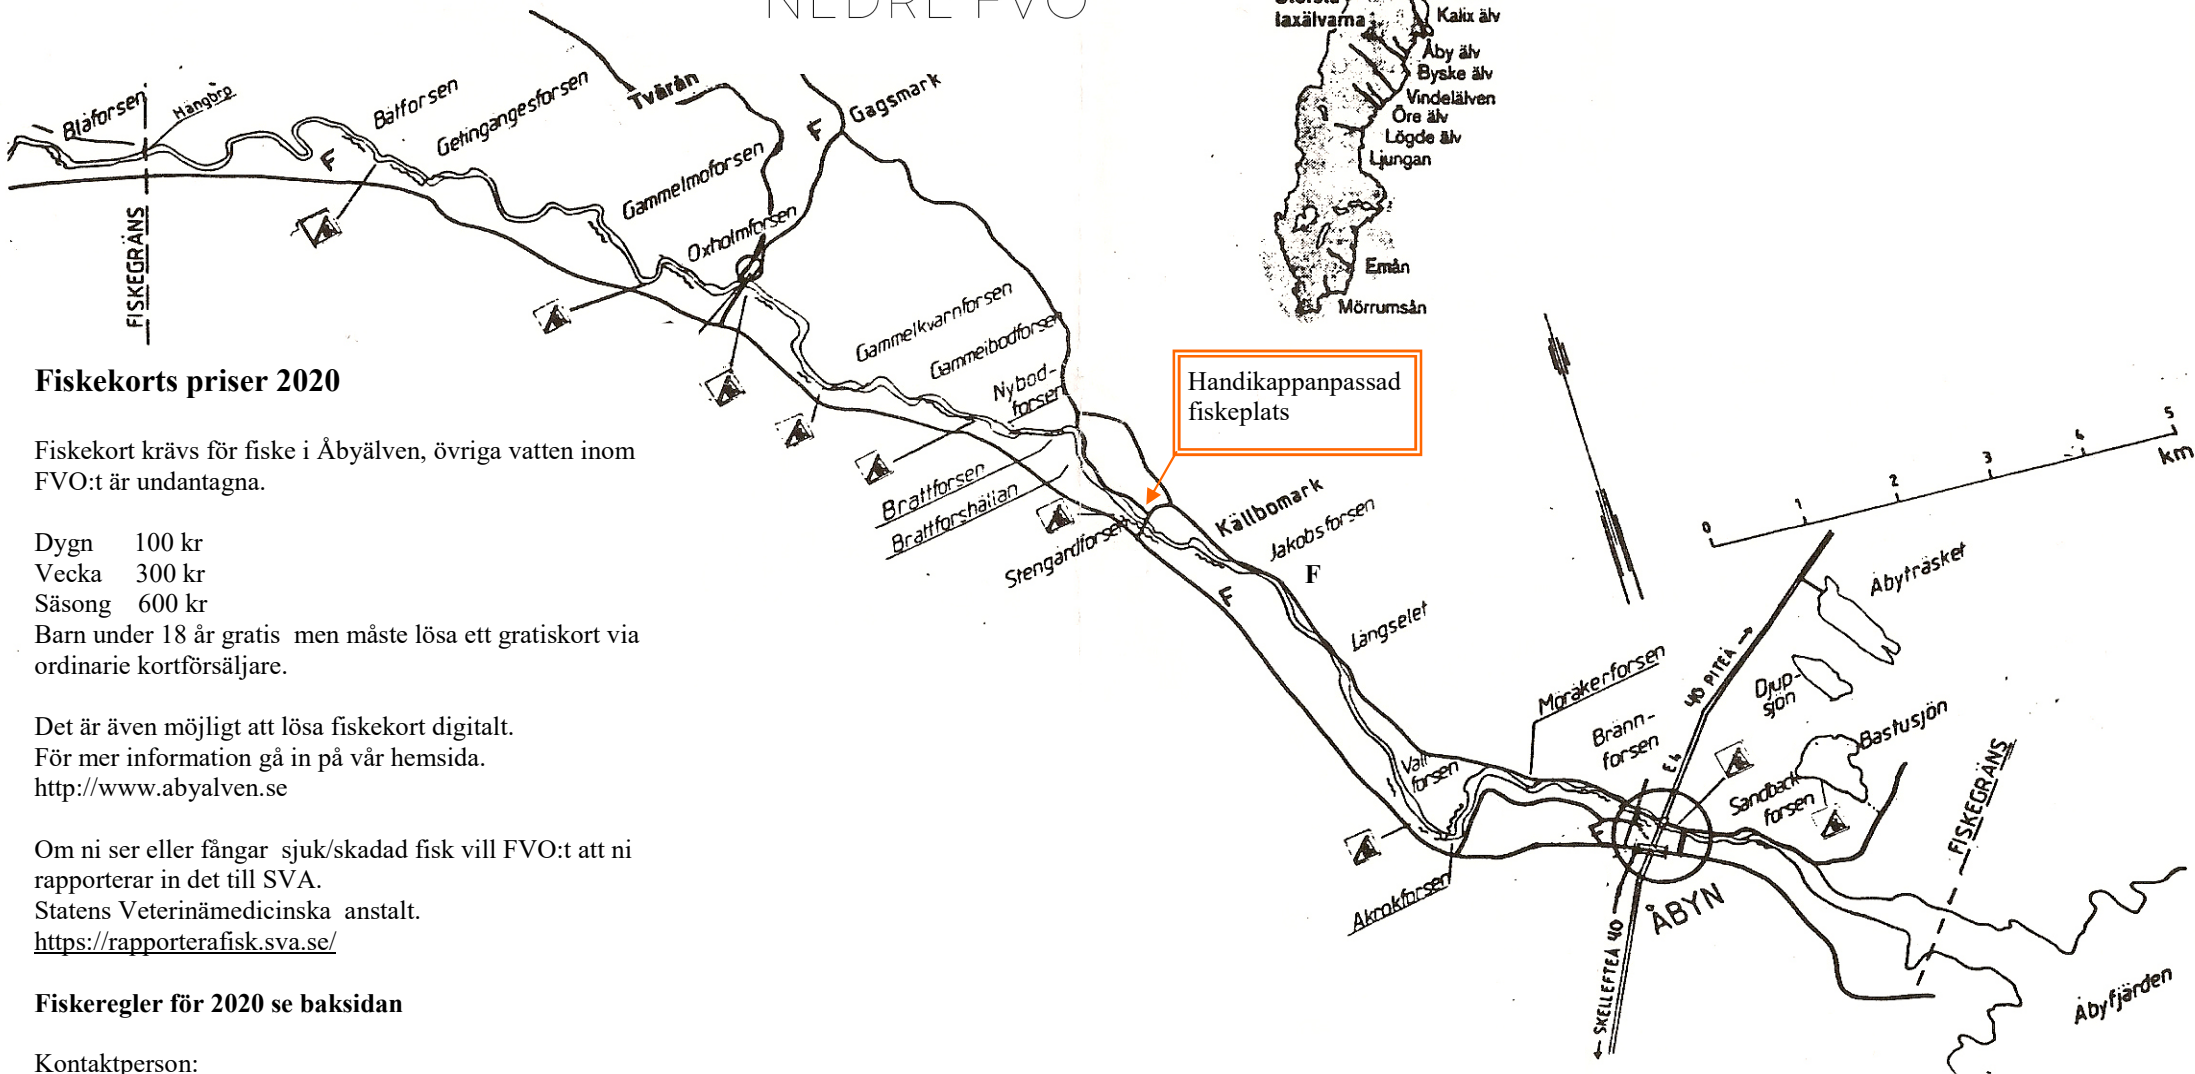 NEDRE FVO
laxälvarna
Kalix älv
Åby älv
Byske älv
Vindelälven
Öre älv
Lögde älv
Ljungan
Emån
Mörrumsån
Blåforsen
Hängbro
Båtforsen
Getingangesforsen
Tvärån
F
Gagsmark
F
Gammelmoforsen
Oxholmforsen
FISKEGRÄNS
Gammelkvarnforsen
Gammelbodforsen
Nybod-
forsen
Handikappanpassad
fiskeplats
Brattforsen
Brattforshällan
Stengårdforsen
Källbomark
Jakobsforsen
F
F
Långselet
0 1 2 3 4 5
km
Åbyträsket
Djup-
sjön
Bastusjön
40 PITEÅ
E4
Moråkerforsen
Bränn-
forsen
Vall
forsen
Sandback
forsen
F
Åkrokforsen
ÅBYN
SKELLEFTEÅ 40
FISKEGRÄNS
Åbyfjärden
Fiskekorts priser 2020
Fiskekort krävs för fiske i Åbyälven, övriga vatten inom
FVO:t är undantagna.
Dygn 100 kr
Vecka 300 kr
Säsong 600 kr
Barn under 18 år gratis men måste lösa ett gratiskort via
ordinarie kortförsäljare.
Det är även möjligt att lösa fiskekort digitalt.
För mer information gå in på vår hemsida.
http://www.abyalven.se
Om ni ser eller fångar sjuk/skadad fisk vill FVO:t att ni
rapporterar in det till SVA.
Statens Veterinämedicinska anstalt.
https://rapporterafisk.sva.se/
Fiskeregler för 2020 se baksidan
Kontaktperson: